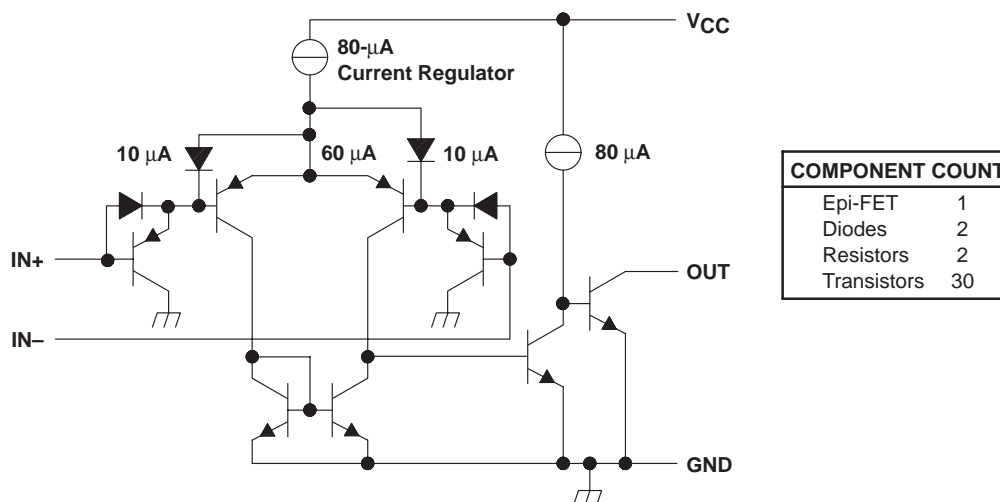 VCC
80-μA
Current Regulator
10 μA
60 μA
10 μA
80 μA
COMPONENT COUNT
Epi-FET 1
Diodes 2
Resistors 2
Transistors 30
IN+
OUT
IN–
GND